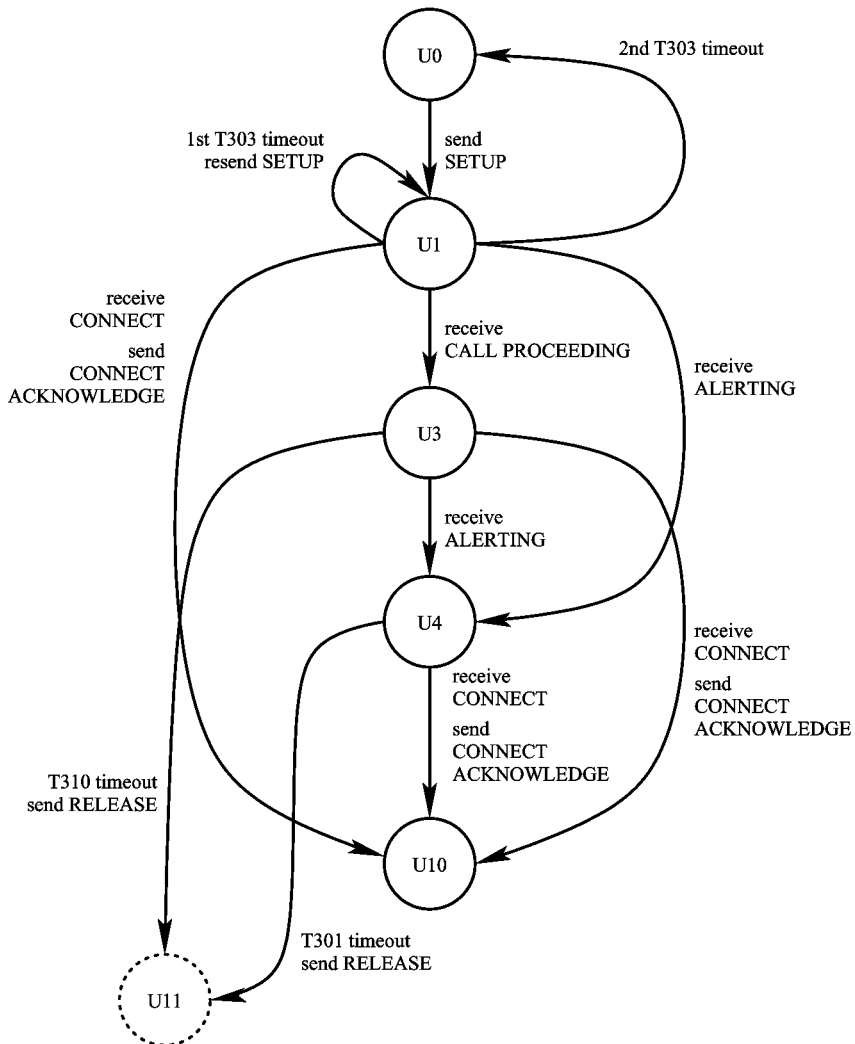 U0
2nd T303 timeout
1st T303 timeout
resend SETUP
send
SETUP
U1
receive
CONNECT
send
CONNECT
ACKNOWLEDGE
receive
CALL PROCEEDING
receive
ALERTING
U3
receive
ALERTING
U4
receive
CONNECT
send
CONNECT
ACKNOWLEDGE
receive
CONNECT
send
CONNECT
ACKNOWLEDGE
T310 timeout
send RELEASE
U10
T301 timeout
send RELEASE
U11